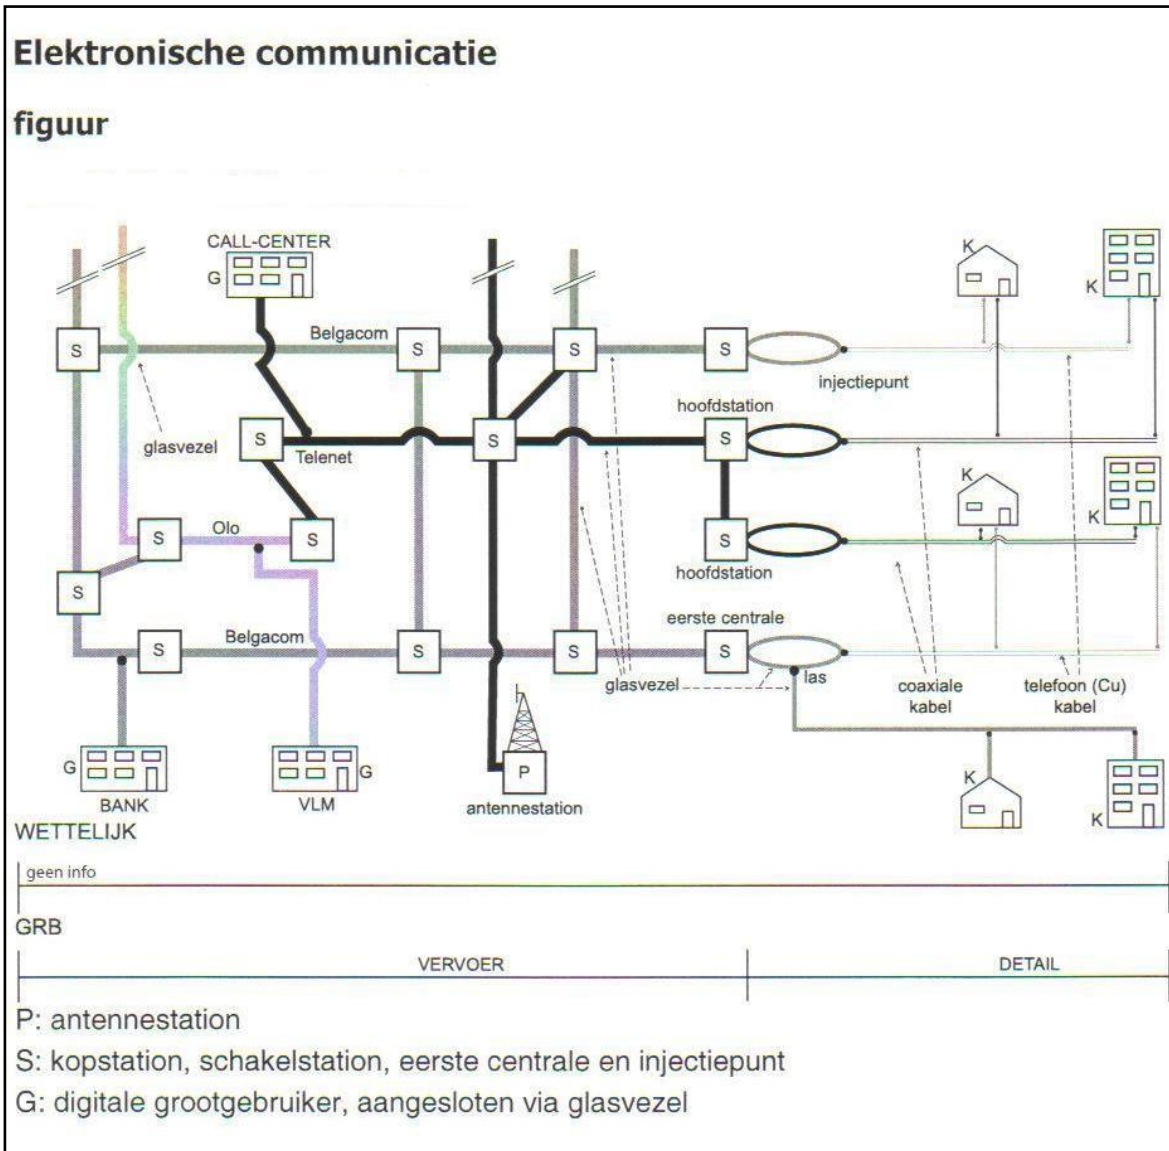 Elektronische communicatie
figuur
CALL-CENTER
G
K
K
Belgacom
S
S
S
S
injectiepunt
glasvezel
hoofdstation
S
S
S
Telenet
K
K
Olo
S
S
S
hoofdstation
S
Belgacom
eerste centrale
S
S
S
S
las
glasvezel
coaxiale
kabel
telefoon (Cu)
kabel
G
BANK
G
VLM
P
antennestation
K
K
WETTELIJK
geen info
GRB
VERVOER
DETAIL
P: antennestation
S: kopstation, schakelstation, eerste centrale en injectiepunt
G: digitale grootgebruiker, aangesloten via glasvezel